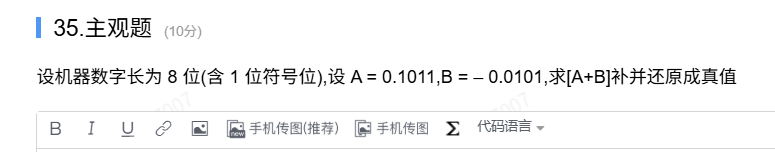 35.主观题 (10分)
设机器数字长为 8 位(含 1 位符号位),设 A = 0.1011,B = – 0.0101,求[A+B]补并还原成真值
B I U new 手机传图(推荐) 手机传图 Σ 代码语言